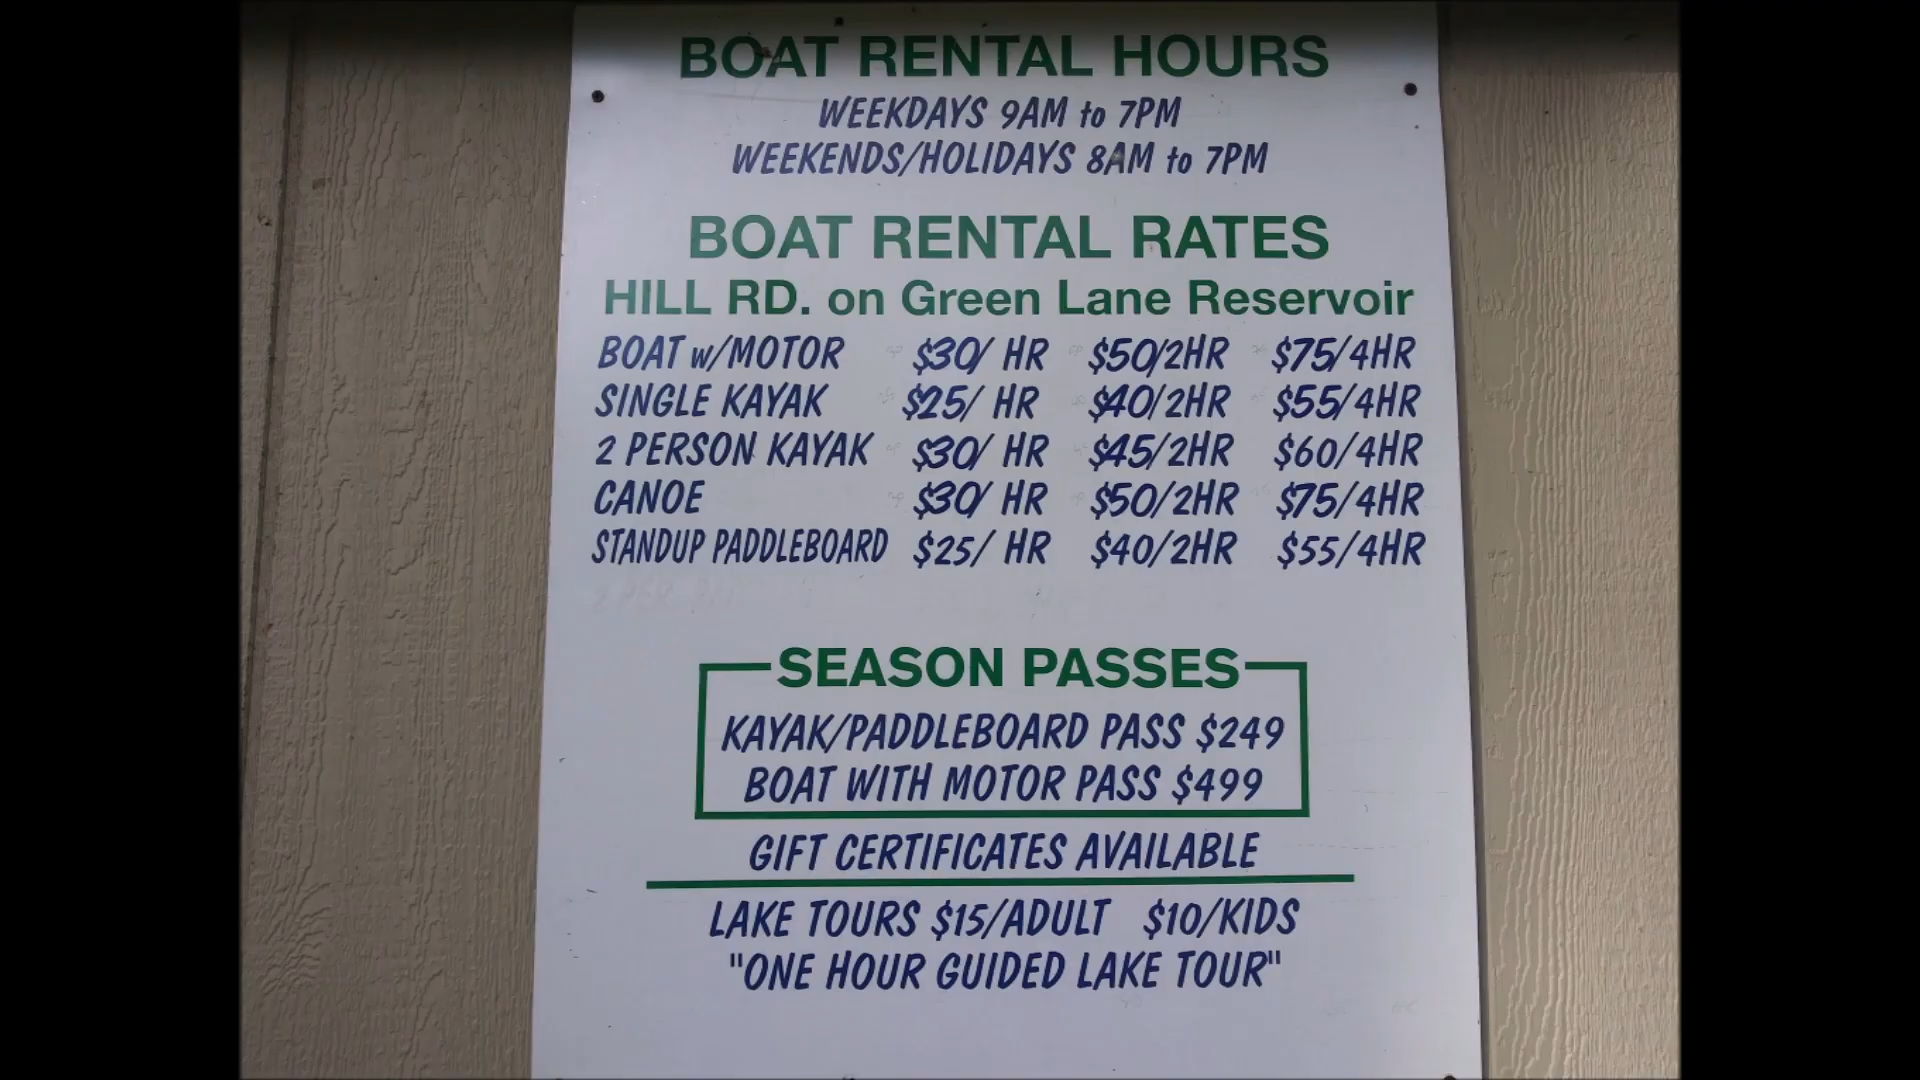 BOAT RENTAL HOURS
WEEKDAYS 9AM to 7PM
WEEKENDS/HOLIDAYS 8AM to 7PM
BOAT RENTAL RATES
HILL RD. on Green Lane Reservoir
BOAT w/MOTOR $30/ HR $50/2HR $75/4HR
SINGLE KAYAK $25/ HR $40/2HR $55/4HR
2 PERSON KAYAK $30/ HR $45/2HR $60/4HR
CANOE $30/ HR $50/2HR $75/4HR
STANDUP PADDLEBOARD $25/ HR $40/2HR $55/4HR
SEASON PASSES
KAYAK/PADDLEBOARD PASS $249
BOAT WITH MOTOR PASS $499
GIFT CERTIFICATES AVAILABLE
LAKE TOURS $15/ADULT $10/KIDS
"ONE HOUR GUIDED LAKE TOUR"